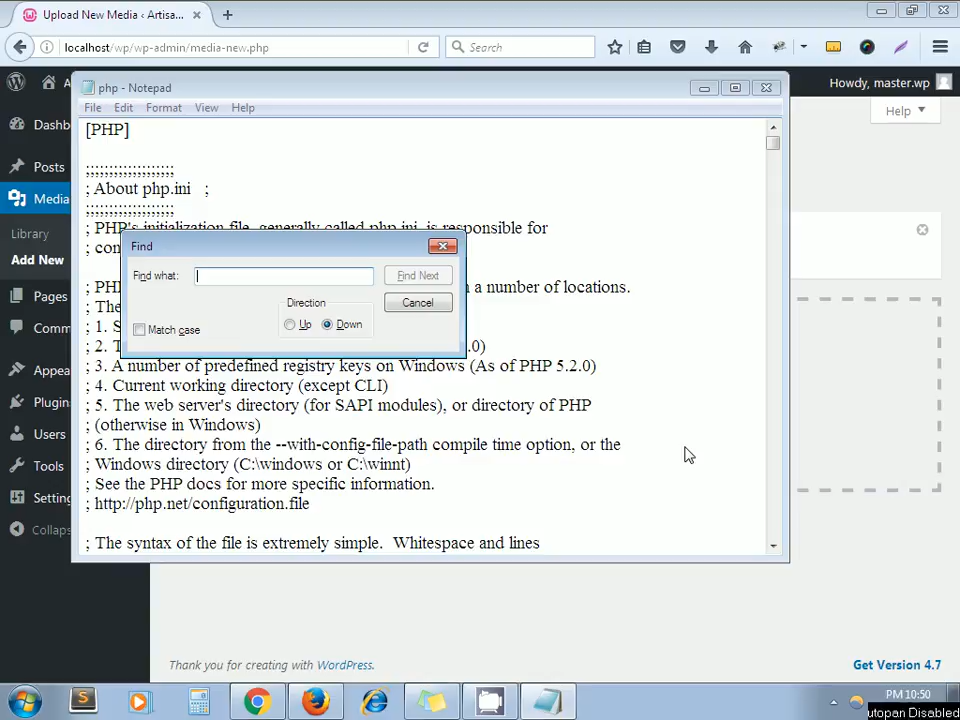 Upload New Media ‹ Artisa...
localhost/wp/wp-admin/media-new.php
Search
Howdy, master.wp
Help
Dashb
Posts
Media
Library
Add New
Pages
Comm
Appea
Plugin
Users
Tools
Setting
Collaps
php - Notepad
File Edit Format View Help
[PHP]
;;;;;;;;;;;;;;;;;;;
; About php.ini ;
;;;;;;;;;;;;;;;;;;;
; PHP's initialization file, generally called php.ini, is responsible for
; con
; PH
n a number of locations.
; The
; 1. S
; 2. T
.0)
; 3. A number of predefined registry keys on Windows (As of PHP 5.2.0)
; 4. Current working directory (except CLI)
; 5. The web server's directory (for SAPI modules), or directory of PHP
; (otherwise in Windows)
; 6. The directory from the --with-config-file-path compile time option, or the
; Windows directory (C:\windows or C:\winnt)
; See the PHP docs for more specific information.
; http://php.net/configuration.file
; The syntax of the file is extremely simple. Whitespace and lines
Find
Find what:
Find Next
Direction
Cancel
Up Down
Match case
Thank you for creating with WordPress.
Get Version 4.7
PM 10:50
utopan Disabled